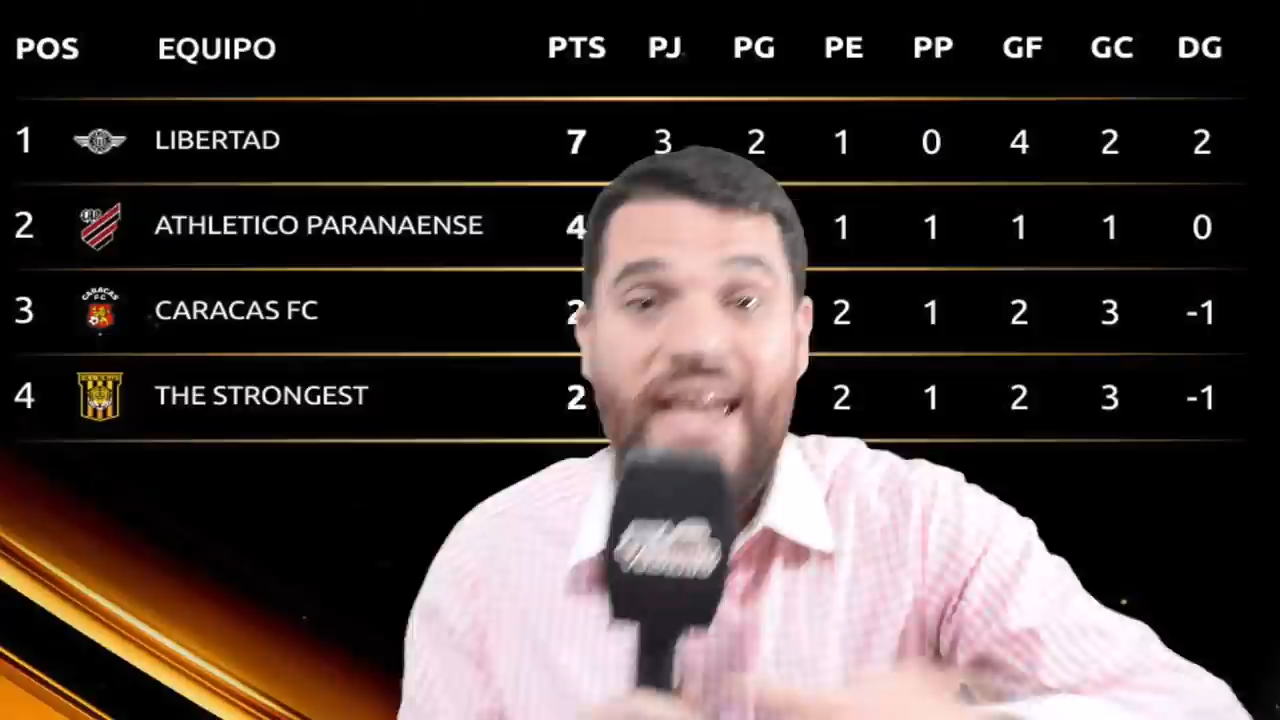 POS EQUIPO PTS PJ PG PE PP GF GC DG
1 LIBERTAD 7 3 2 1 0 4 2 2
2 ATHLETICO PARANAENSE 4 1 1 1 1 0
3 CARACAS FC 2 2 1 2 3 -1
4 THE STRONGEST 2 2 1 2 3 -1